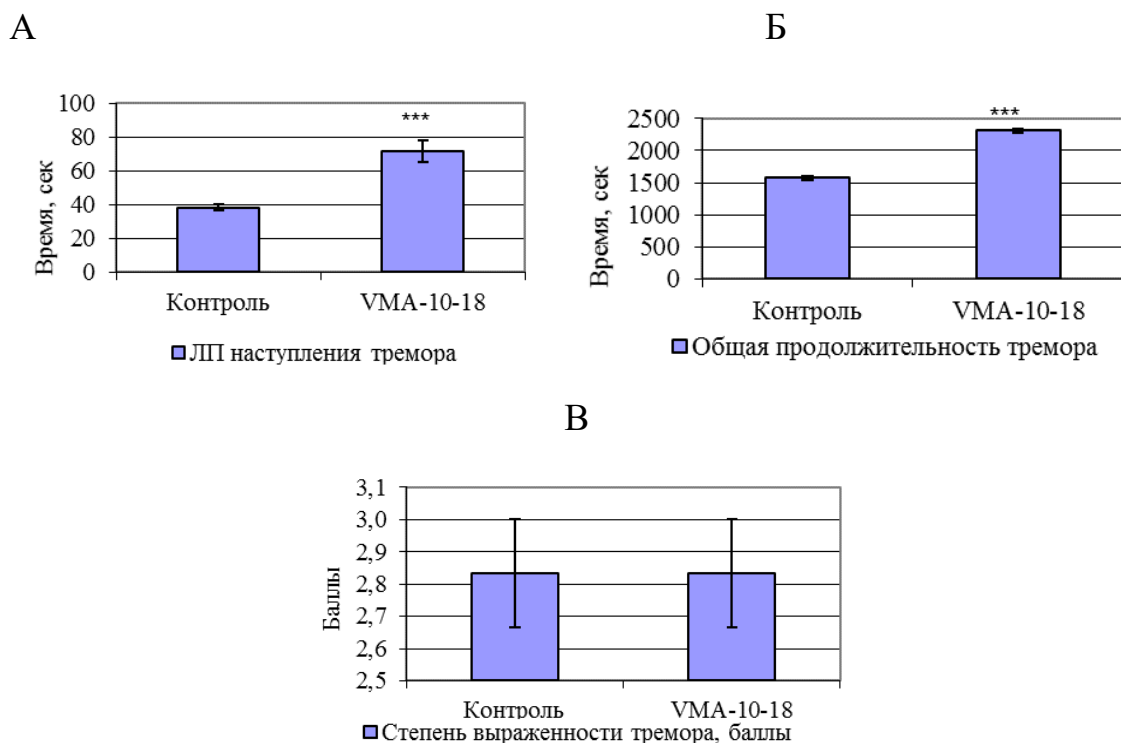 А
Б
100
80
60
40
20
0
Время, сек
***
Контроль
VMA-10-18
ЛП наступления тремора
2500
2000
1500
1000
500
0
Время, сек
***
Контроль
VMA-10-18
Общая продолжительность тремора
В
3,1
3,0
2,9
2,8
2,7
2,6
2,5
Баллы
Контроль
VMA-10-18
Степень выраженности тремора, баллы